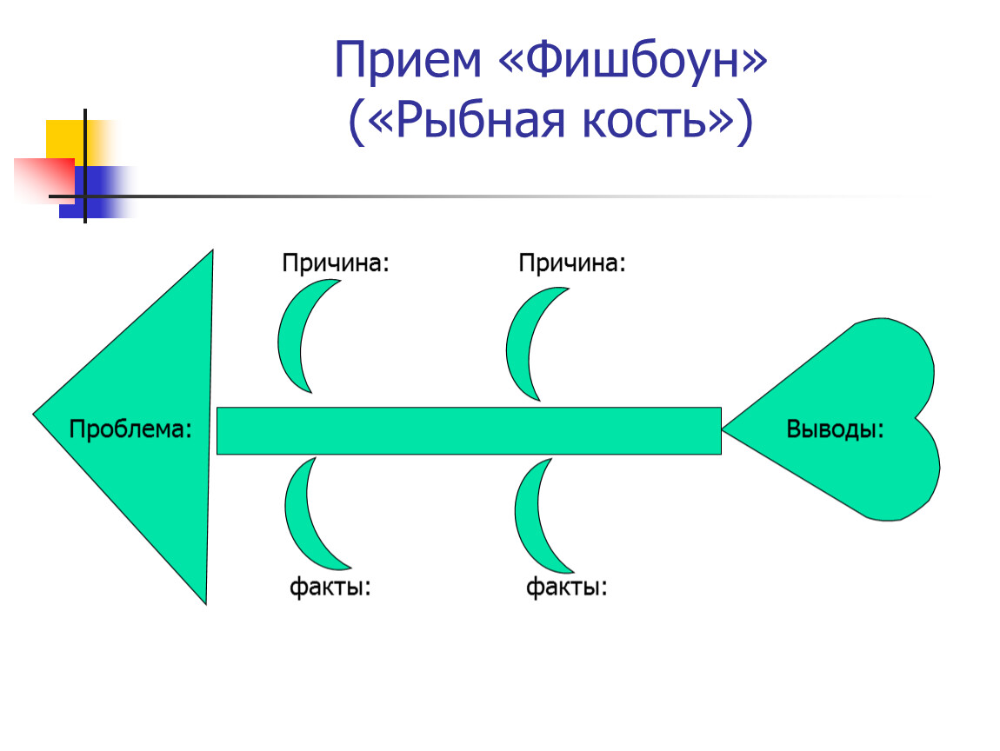 Прием «Фишбоун»
(«Рыбная кость»)
Причина:
Причина:
Проблема:
Выводы:
факты:
факты: